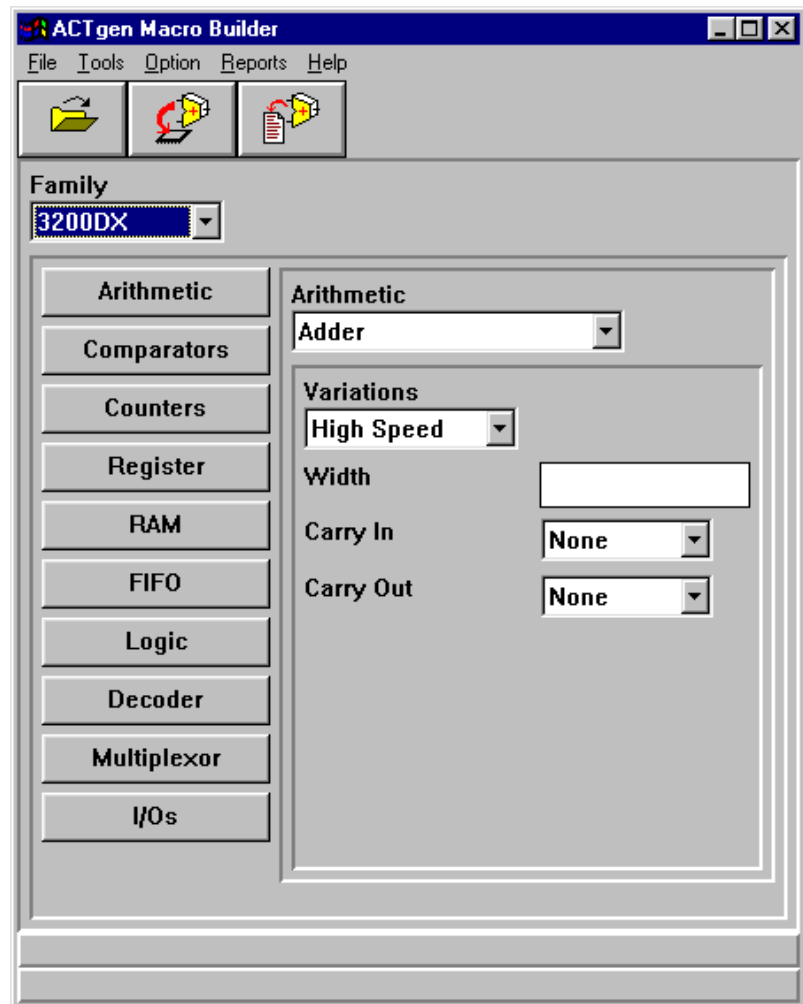 ACTgen Macro Builder
File Tools Option Reports Help
Family
3200DX
Arithmetic
Comparators
Counters
Register
RAM
FIFO
Logic
Decoder
Multiplexor
I/Os
Arithmetic
Adder
Variations
High Speed
Width
Carry In
None
Carry Out
None